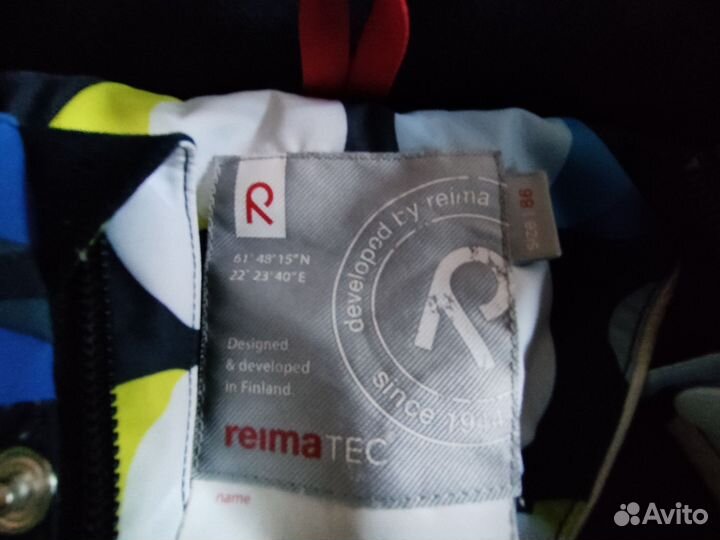 R
61° 48'15"N
22° 23'40"E
developed by reima
since 1944
R
SIZE 86
Designed
& developed
in Finland.
reimaTEC
name
Avito